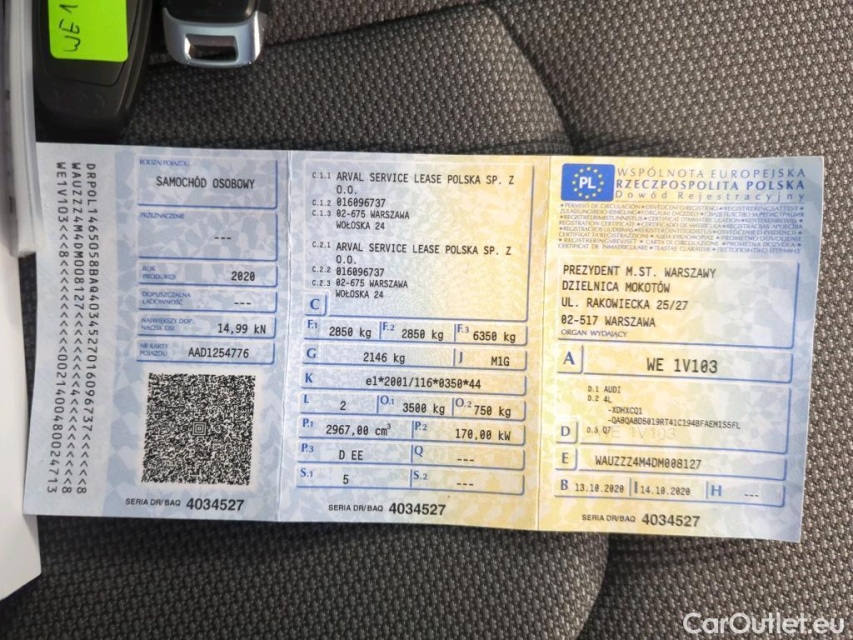 WE1V
DRPOL1465058BAQ4D34527016096737<<<<<8
WAUZZZ4M4DM008127<<<<4<<
WE1V103<<<8<<<8<<<<<<0021400480024713
RODZAJ POJAZDU
SAMOCHÓD OSOBOWY
PRZEZNACZENIE
---
ROK PRODUKCJI
2020
DOPUSZCZALNA ŁADOWNOŚĆ
---
NAJWIĘKSZY DOP. NACISK OSI
14,99 kN
NR KARTY POJAZDU
AAD1254776
SERIA DR/BAQ 4034527
C.1.1 ARVAL SERVICE LEASE POLSKA SP. Z
O.O.
C.1.2 016096737
C.1.3 02-675 WARSZAWA
WOŁOSKA 24
C.2.1 ARVAL SERVICE LEASE POLSKA SP. Z
O.O.
C.2.2 016096737
C.2.3 02-675 WARSZAWA
WOŁOSKA 24
C
F.1 2850 kg F.2 2850 kg F.3 6350 kg
G 2146 kg J M1G
K e1*2001/116*0350*44
L 2 O.1 3500 kg O.2 750 kg
P.1 2967,00 cm³ P.2 170,00 kW
P.3 D EE Q ---
S.1 5 S.2 ---
SERIA DR/BAQ 4034527
PL
WSPÓLNOTA EUROPEJSKA
RZECZPOSPOLITA POLSKA
Dowód Rejestracyjny
PREZYDENT M.ST. WARSZAWY
DZIELNICA MOKOTÓW
UL. RAKOWIECKA 25/27
02-517 WARSZAWA
ORGAN WYDAJĄCY
A WE 1V103
D.1 AUDI
D.2 4L
-XDHXCQ1
-QA8QA8D5019RT41C194BFAEM1S5FL
D D.3 Q7
E WAUZZZ4M4DM008127
B 13.10.2020 I 14.10.2020 H ---
SERIA DR/BAQ 4034527
CarOutlet.eu